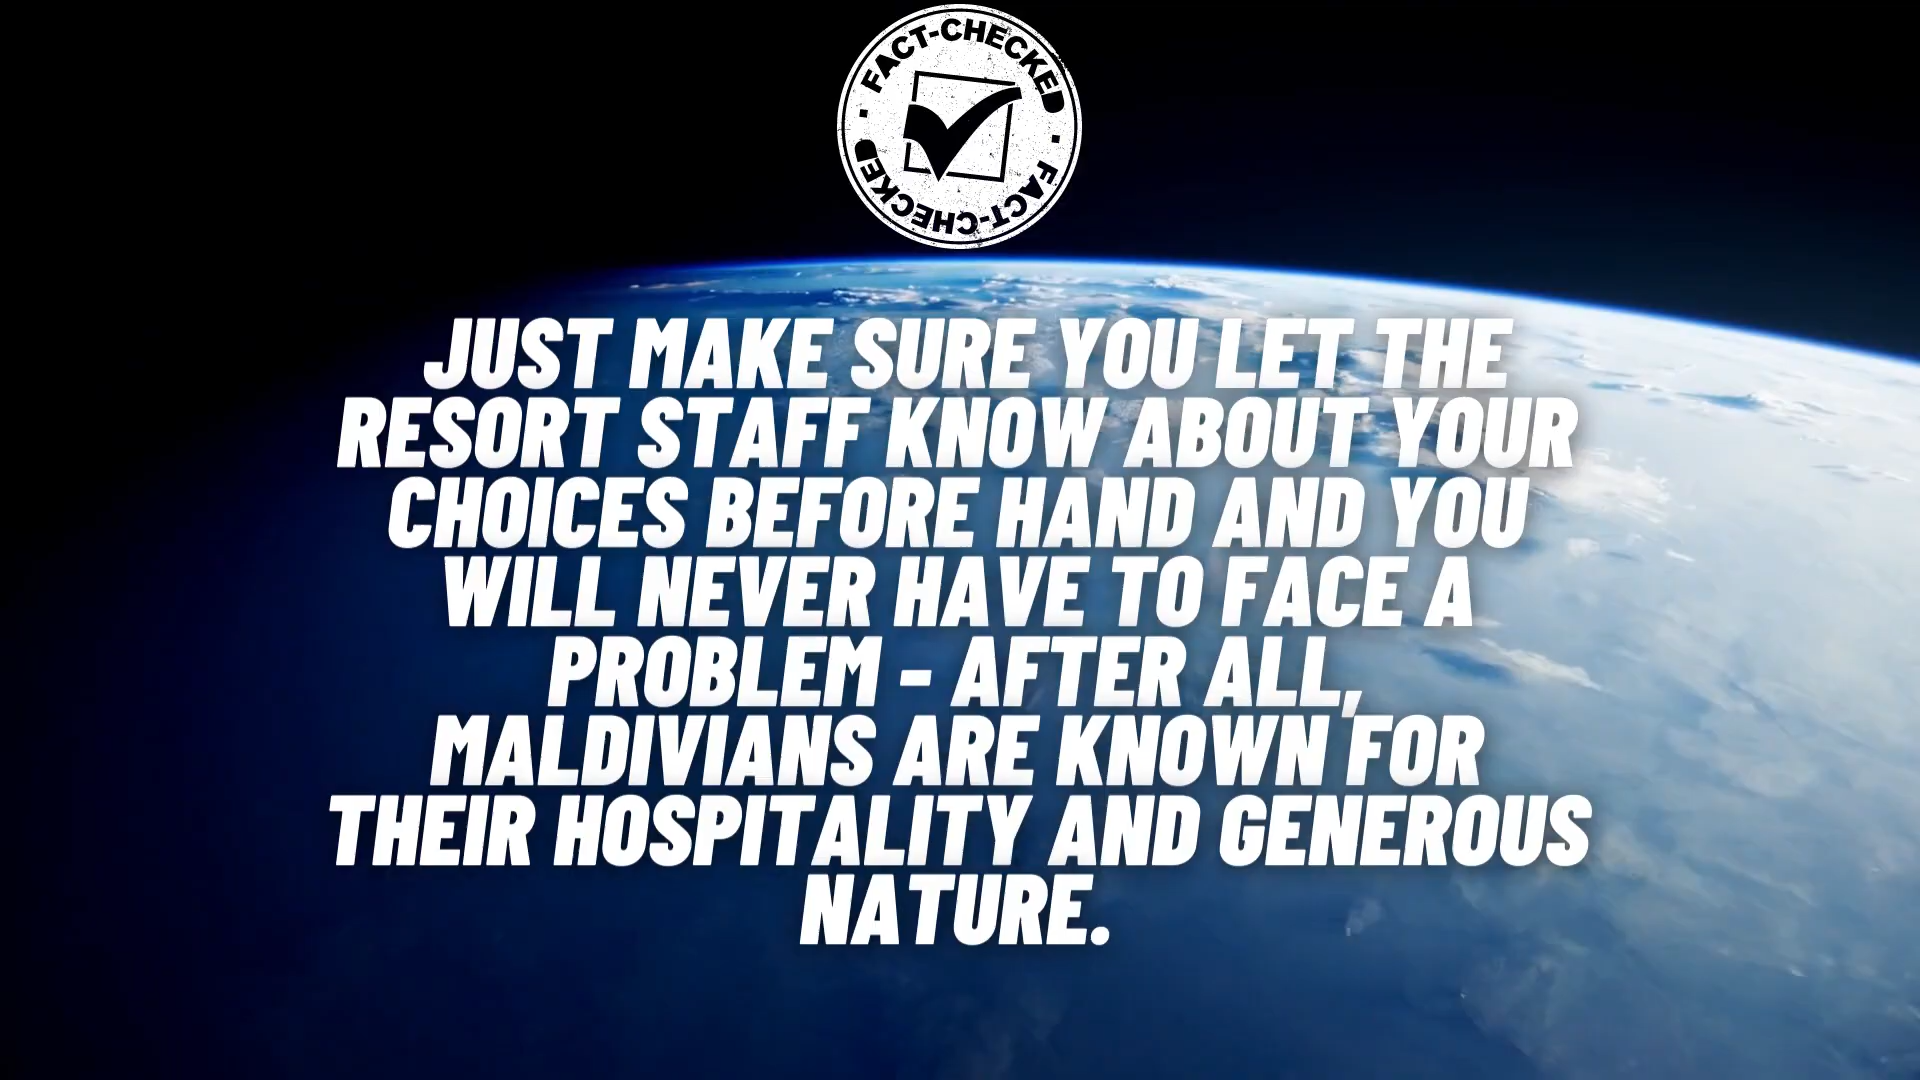 FACT-CHECKED
FACT-CHECKED
JUST MAKE SURE YOU LET THE
RESORT STAFF KNOW ABOUT YOUR
CHOICES BEFORE HAND AND YOU
WILL NEVER HAVE TO FACE A
PROBLEM - AFTER ALL,
MALDIVIANS ARE KNOWN FOR
THEIR HOSPITALITY AND GENEROUS
NATURE.